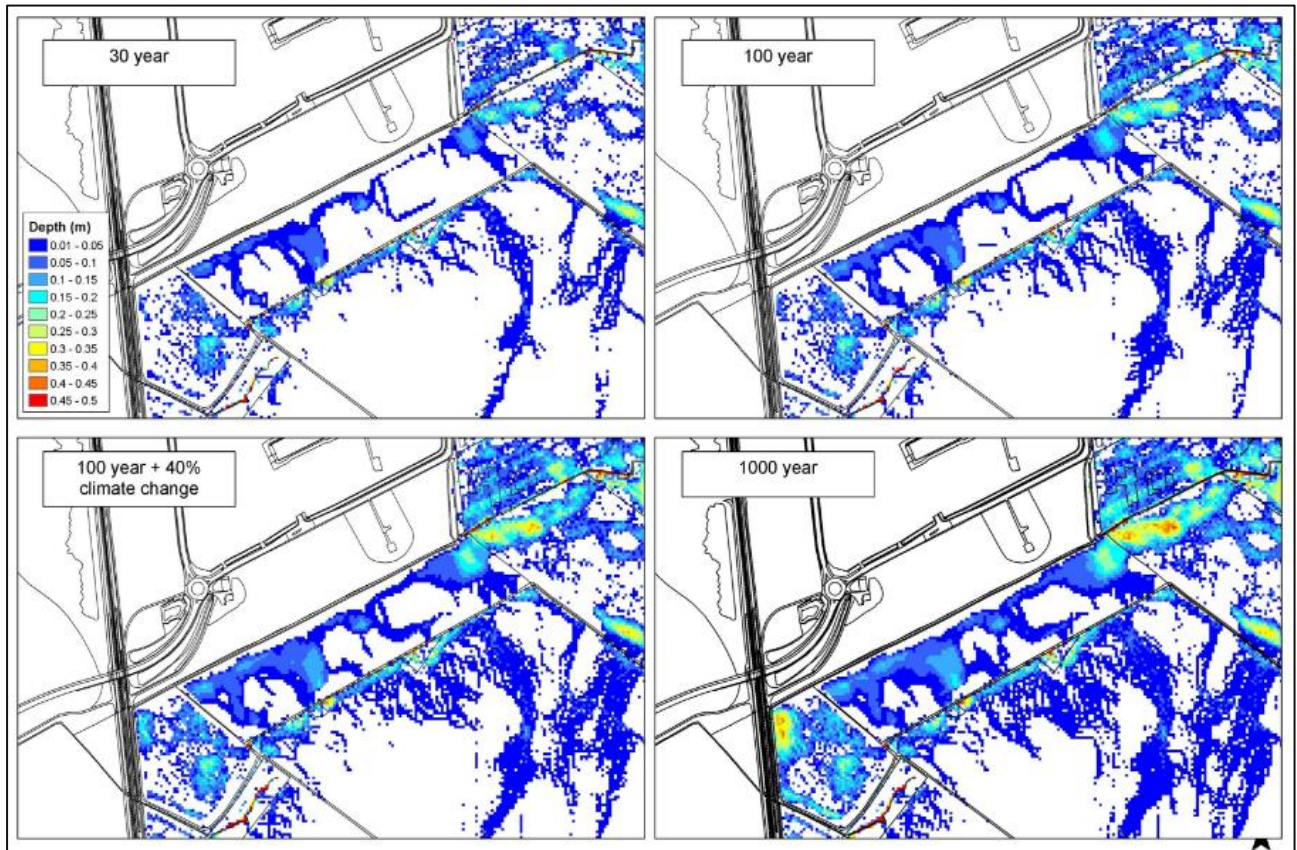 30 year
100 year
Depth (m)
0.01 - 0.05
0.05 - 0.1
0.1 - 0.15
0.15 - 0.2
0.2 - 0.25
0.25 - 0.3
0.3 - 0.35
0.35 - 0.4
0.4 - 0.45
0.45 - 0.5
100 year + 40%
climate change
1000 year